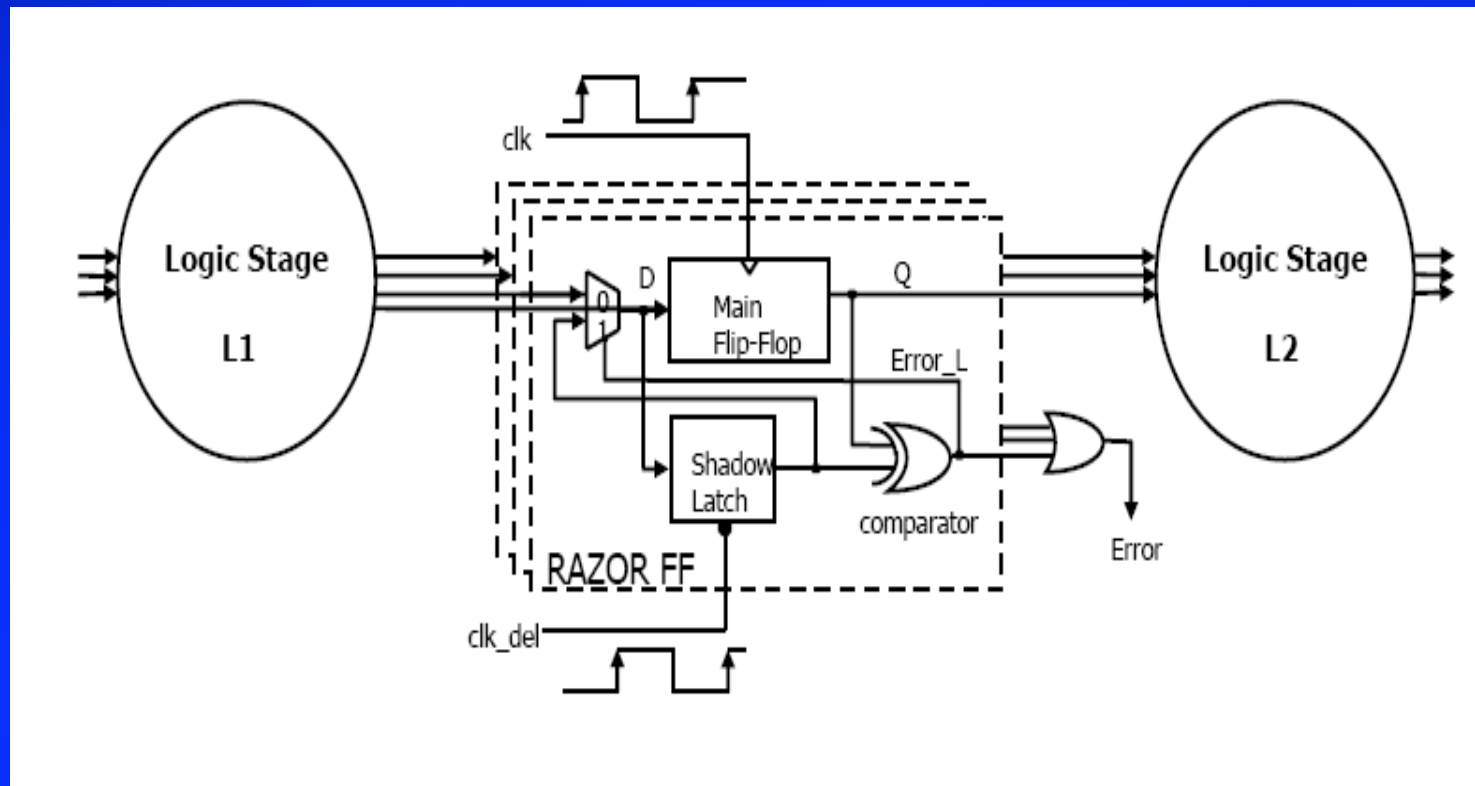 clk
Logic Stage
L1
Logic Stage
L2
D
Q
0
1
Main
Flip-Flop
Error_L
Shadow
Latch
comparator
Error
RAZOR FF
clk_del